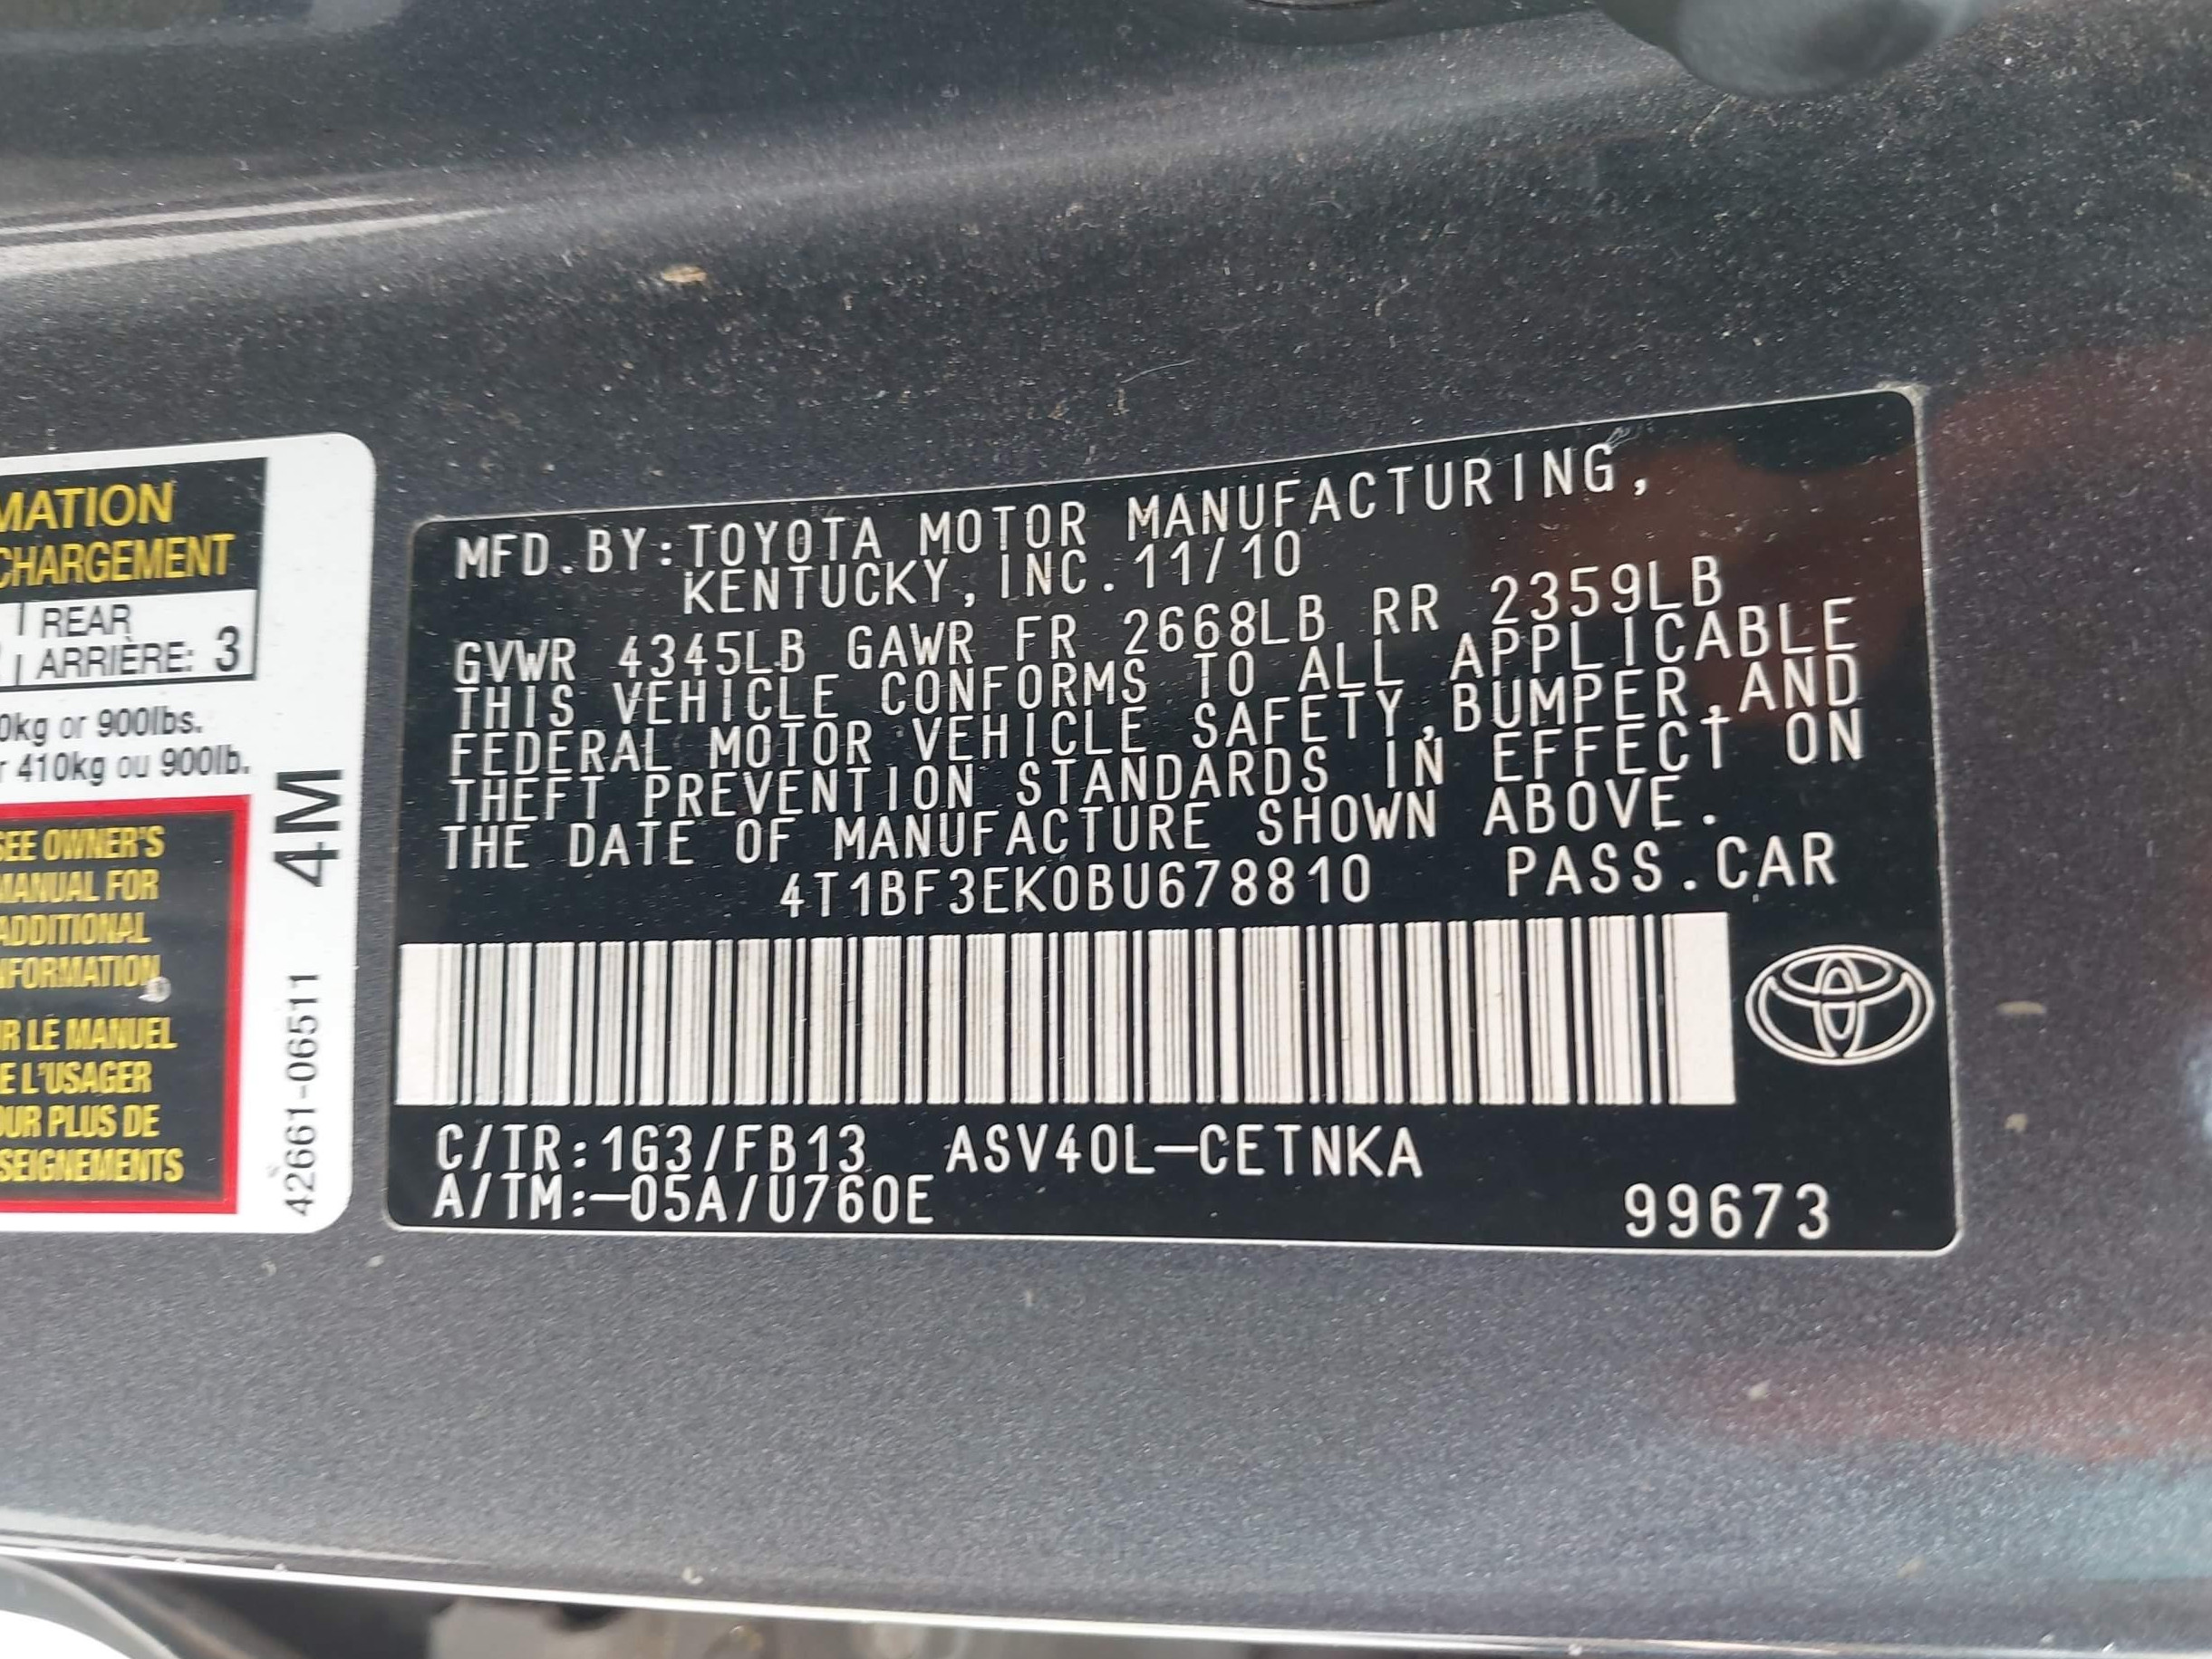 MATION
CHARGEMENT
REAR
ARRIÈRE: 3
0kg or 900lbs.
r 410kg ou 900lb.
SEE OWNER'S
MANUAL FOR
ADDITIONAL
INFORMATION
R LE MANUEL
E L'USAGER
OUR PLUS DE
SEIGNEMENTS
4M
42661-06511
MFD.BY:TOYOTA MOTOR MANUFACTURING,
KENTUCKY, INC. 11/10
GVWR 4345LB GAWR FR 2668LB RR 2359LB
THIS VEHICLE CONFORMS TO ALL APPLICABLE
FEDERAL MOTOR VEHICLE SAFETY,BUMPER,AND
THEFT PREVENTION STANDARDS IN EFFECT ON
THE DATE OF MANUFACTURE SHOWN ABOVE.
4T1BF3EK0BU678810 PASS.CAR
C/TR:1G3/FB13 ASV40L-CETNKA
A/TM:-05A/U760E
99673